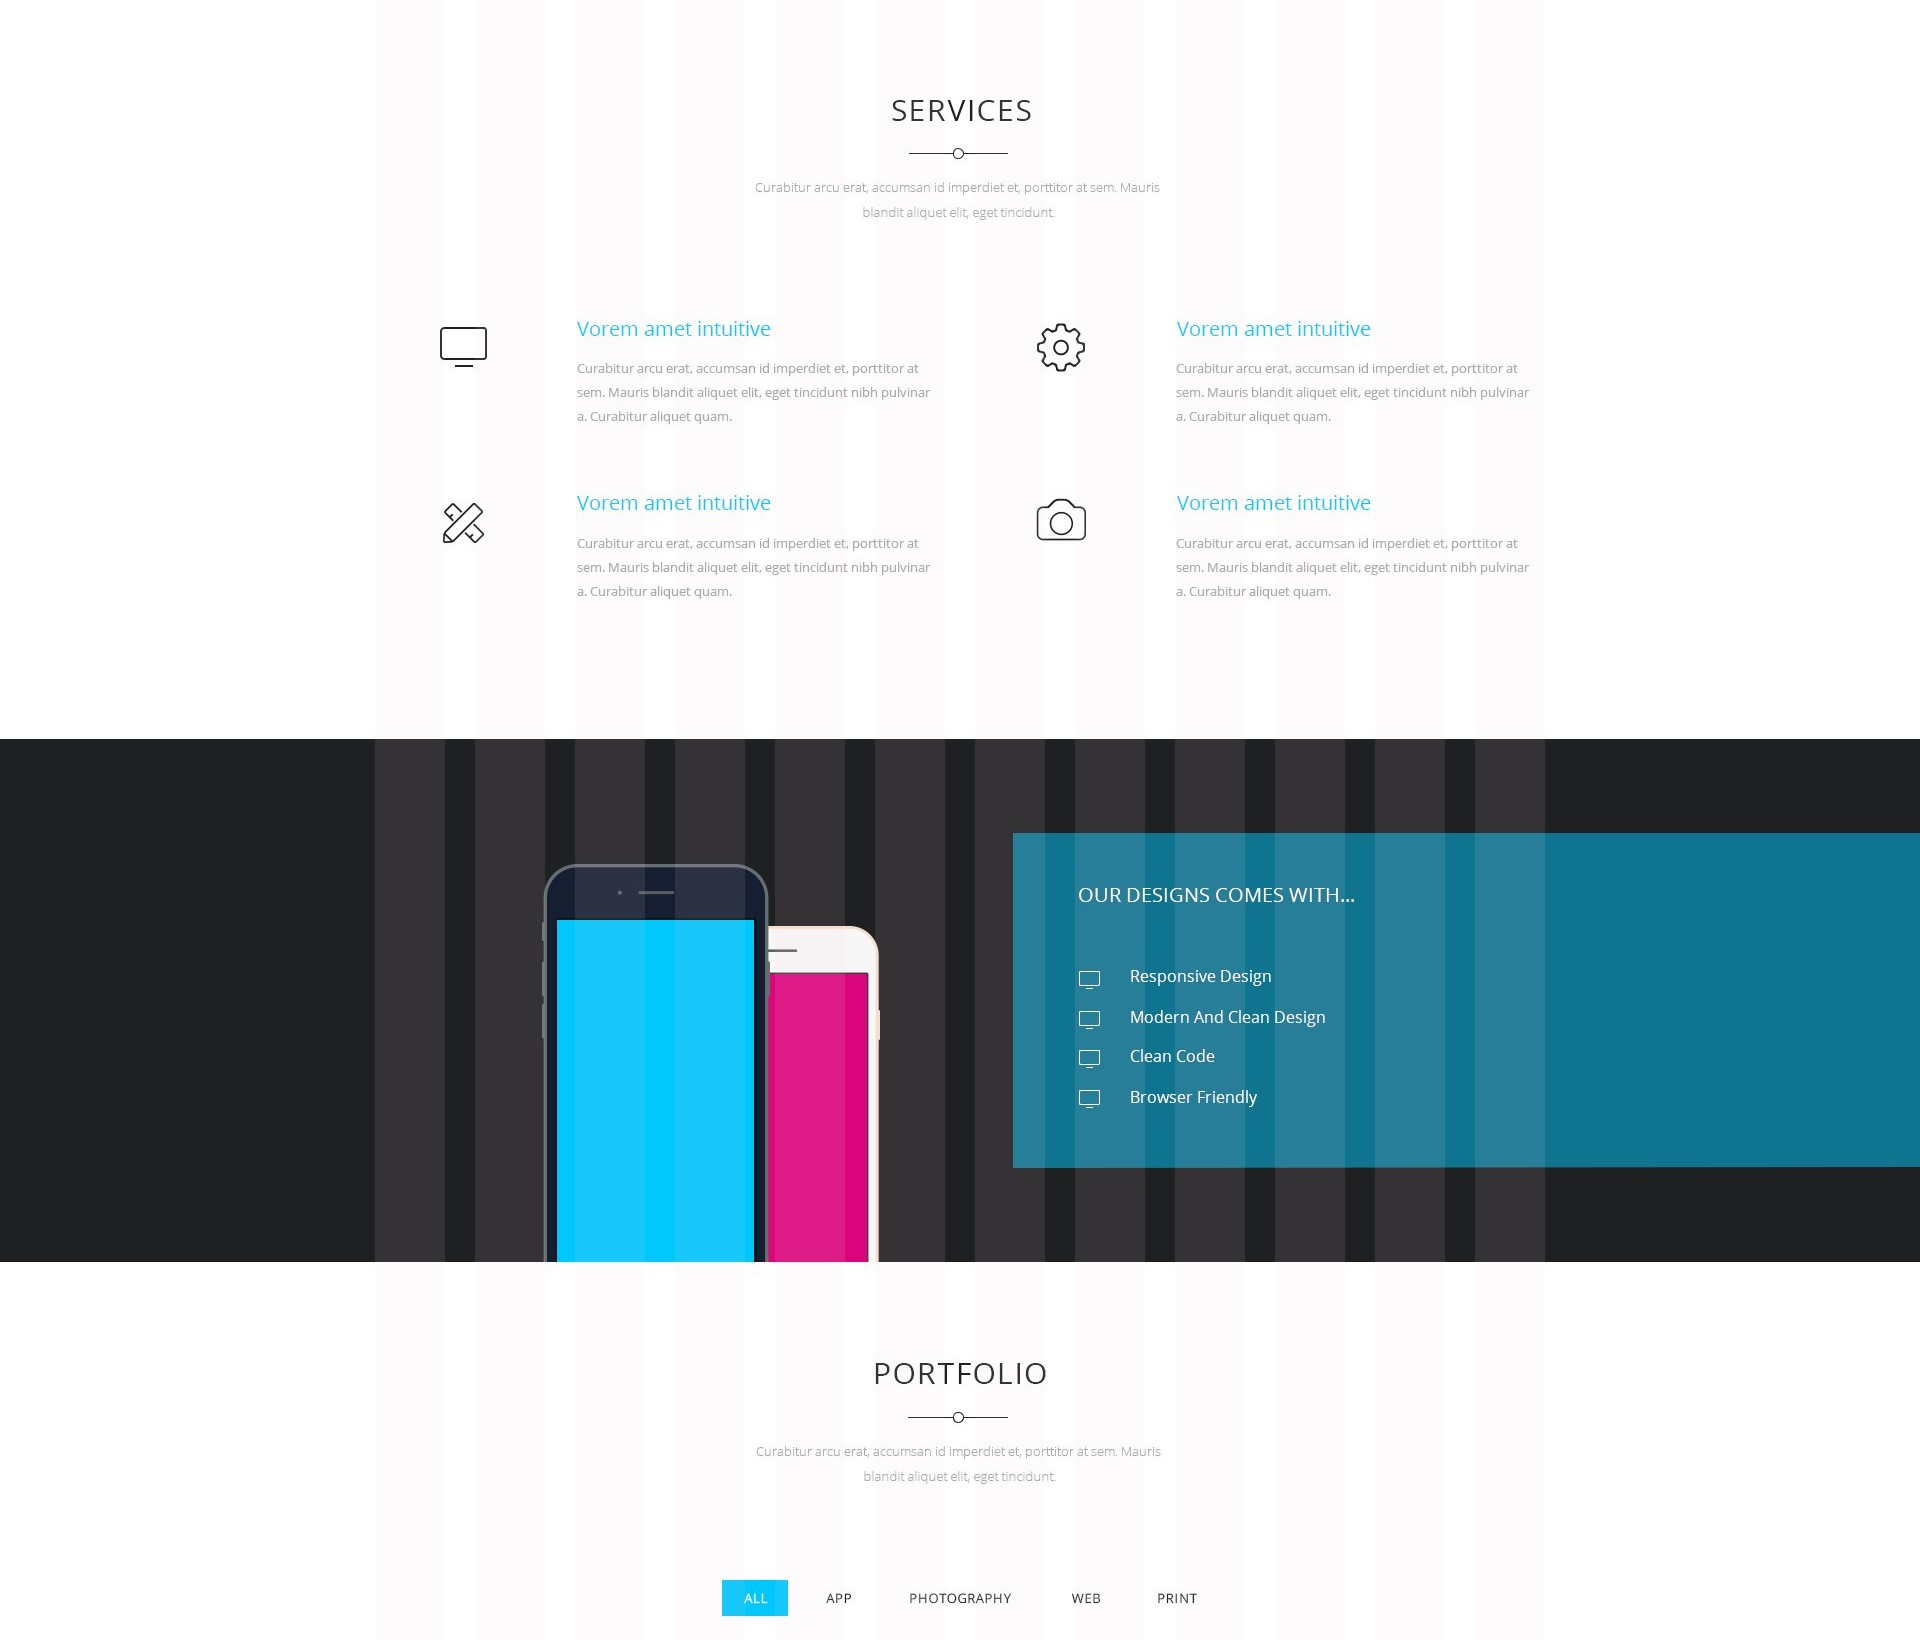 SERVICES
Curabitur arcu erat, accumsan id imperdiet et, porttitor at sem. Mauris
blandit aliquet elit, eget tincidunt.
Vorem amet intuitive
Curabitur arcu erat, accumsan id imperdiet et, porttitor at
sem. Mauris blandit aliquet elit, eget tincidunt nibh pulvinar
a. Curabitur aliquet quam.
Vorem amet intuitive
Curabitur arcu erat, accumsan id imperdiet et, porttitor at
sem. Mauris blandit aliquet elit, eget tincidunt nibh pulvinar
a. Curabitur aliquet quam.
Vorem amet intuitive
Curabitur arcu erat, accumsan id imperdiet et, porttitor at
sem. Mauris blandit aliquet elit, eget tincidunt nibh pulvinar
a. Curabitur aliquet quam.
Vorem amet intuitive
Curabitur arcu erat, accumsan id imperdiet et, porttitor at
sem. Mauris blandit aliquet elit, eget tincidunt nibh pulvinar
a. Curabitur aliquet quam.
OUR DESIGNS COMES WITH...
Responsive Design
Modern And Clean Design
Clean Code
Browser Friendly
PORTFOLIO
Curabitur arcu erat, accumsan id imperdiet et, porttitor at sem. Mauris
blandit aliquet elit, eget tincidunt.
ALL APP PHOTOGRAPHY WEB PRINT